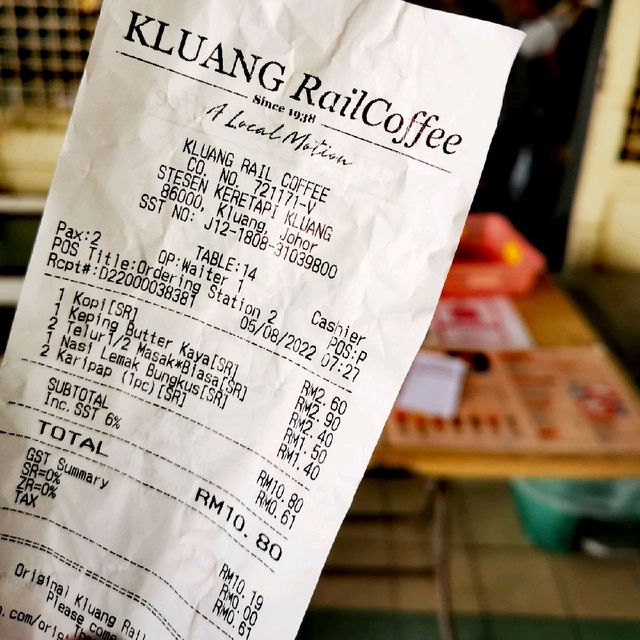 KLUANG RailCoffee
Since 1938
A Local Motion
KLUANG RAIL COFFEE
CO. NO. 721171-V
STESEN KERETAPI KLUANG
86000, Kluang, Johor
SST NO: J12-1808-31039800
TABLE:14
Pax:2 OP:Waiter 1 Cashier
POS Title:Ordering Station 2 POS:P
Rcpt#:D22000038381 05/08/2022 07:27
1 Kopi[SR] RM2.60
1 Keping Butter Kaya[SR] RM2.90
2 Telur1/2 Masak*Biasa[SR] RM2.40
1 Nasi Lemak Bungkus[SR] RM1.50
2 Karipap (1pc)[SR] RM1.40
SUBTOTAL RM10.80
Inc.SST 6% RM0.61
TOTAL RM10.80
GST Summary
SR=0% RM10.19
ZR=0% RM0.00
TAX RM0.61
Original Kluang Rail
Please come